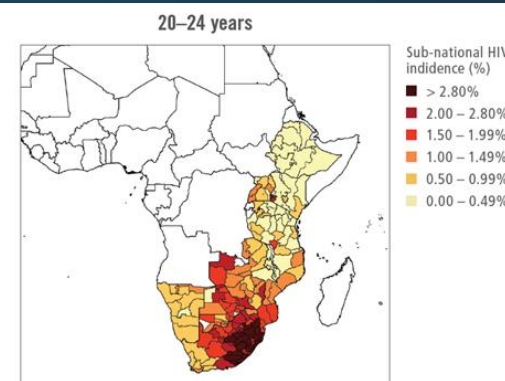 20–24 years
Sub-national HIV
indidence (%)
> 2.80%
2.00 – 2.80%
1.50 – 1.99%
1.00 – 1.49%
0.50 – 0.99%
0.00 – 0.49%